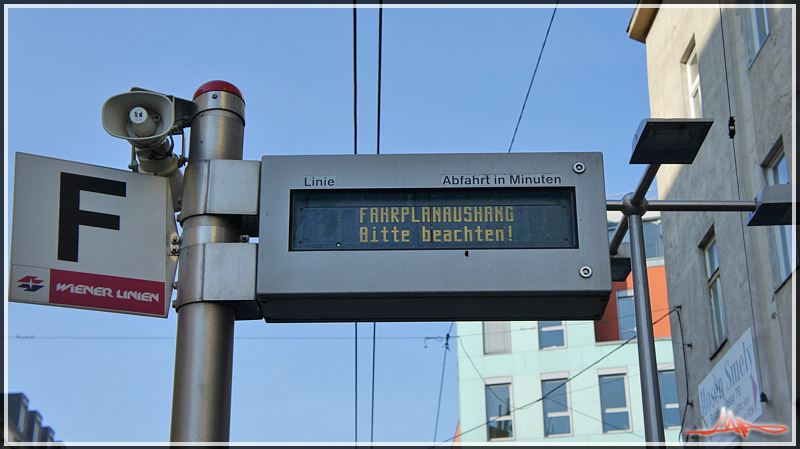 F
WIENER LINIEN
Linie Abfahrt in Minuten
FAHRPLANAUSHANG
Bitte beachten!